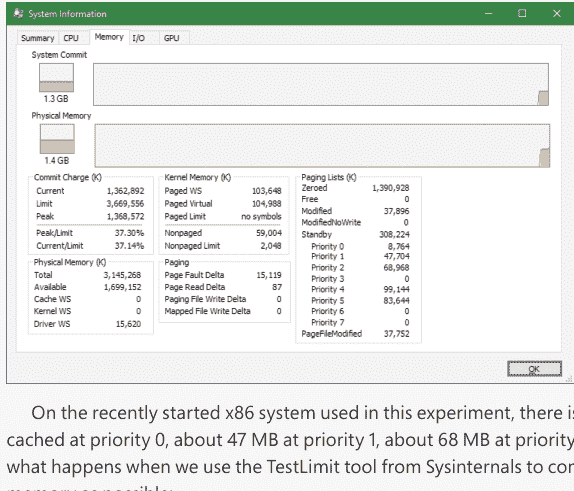 System Information
Summary CPU Memory I/O GPU
System Commit
1.3 GB
Physical Memory
1.4 GB
Commit Charge (K)
Current 1,362,892
Limit 3,669,556
Peak 1,368,572
Peak/Limit 37.30%
Current/Limit 37.14%
Physical Memory (K)
Total 3,145,268
Available 1,699,152
Cache WS 0
Kernel WS 0
Driver WS 15,620
Kernel Memory (K)
Paged WS 103,648
Paged Virtual 104,988
Paged Limit no symbols
Nonpaged 59,004
Nonpaged Limit 2,048
Paging
Page Fault Delta 15,119
Page Read Delta 87
Paging File Write Delta 0
Mapped File Write Delta 0
Paging Lists (K)
Zeroed 1,390,928
Free 0
Modified 37,896
ModifiedNoWrite 0
Standby 308,224
Priority 0 8,764
Priority 1 47,704
Priority 2 68,968
Priority 3 0
Priority 4 99,144
Priority 5 83,644
Priority 6 0
Priority 7 0
PageFileModified 37,752
OK
On the recently started x86 system used in this experiment, there is
cached at priority 0, about 47 MB at priority 1, about 68 MB at priority
what happens when we use the TestLimit tool from Sysinternals to